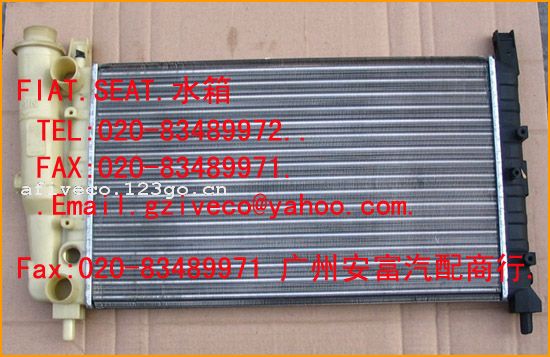 FIAT.SEAT.水箱
TEL:020-83489972..
FAX:020-83489971.
afiveco.123go.cn
.Email.gziveco@yahoo.com.
Fax:020-83489971 广州安富汽配商行.